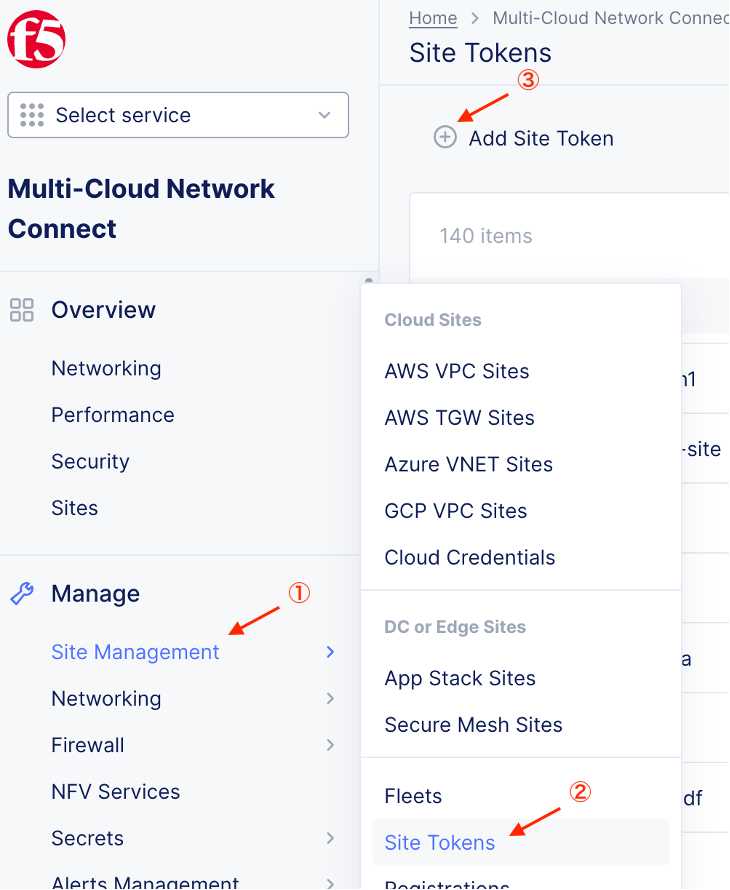 f5
Select service
Multi-Cloud Network
Connect
Overview
Networking
Performance
Security
Sites
Manage
①
Site Management
Networking
Firewall
NFV Services
Secrets
Alerts Management
Home > Multi-Cloud Network Connec
Site Tokens
③
Add Site Token
140 items
Cloud Sites
AWS VPC Sites
AWS TGW Sites
Azure VNET Sites
GCP VPC Sites
Cloud Credentials
DC or Edge Sites
App Stack Sites
Secure Mesh Sites
Fleets
②
Site Tokens
Registrations
-site
a
df